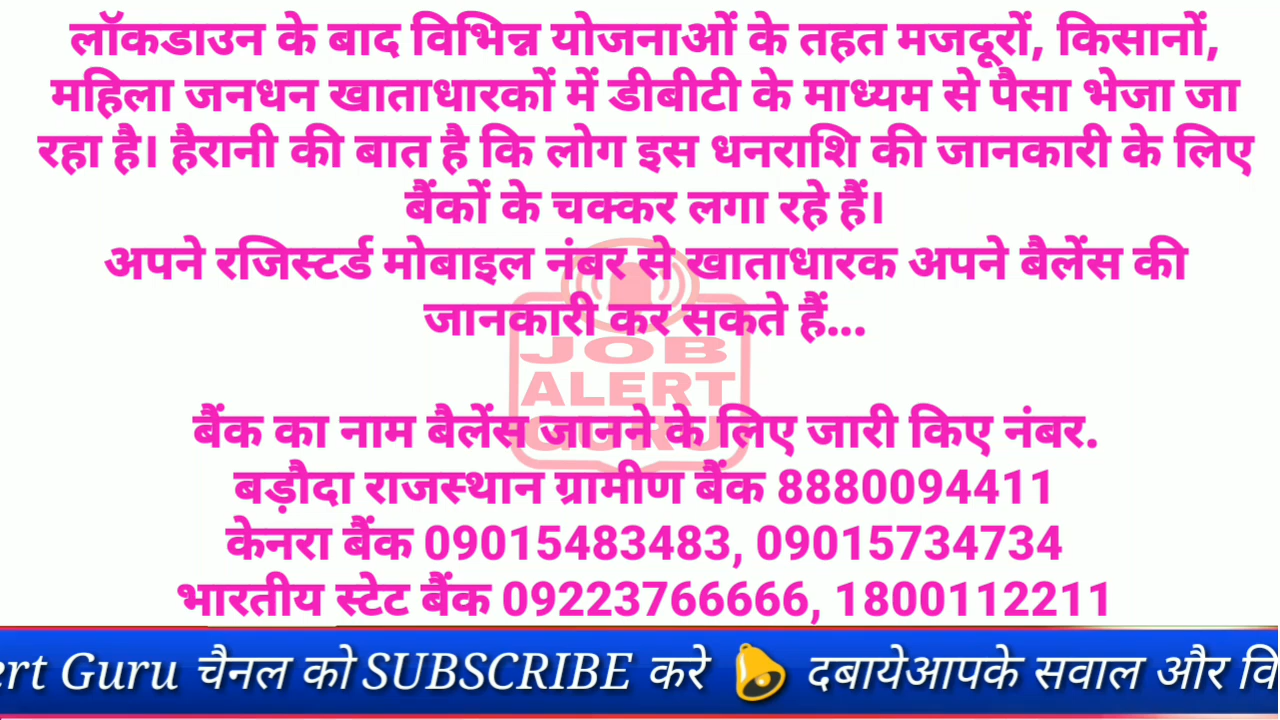 लॉकडाउन के बाद विभिन्न योजनाओं के तहत मजदूरों, किसानों,
महिला जनधन खाताधारकों में डीबीटी के माध्यम से पैसा भेजा जा
रहा है। हैरानी की बात है कि लोग इस धनराशि की जानकारी के लिए
बैंकों के चक्कर लगा रहे हैं।
अपने रजिस्टर्ड मोबाइल नंबर से खाताधारक अपने बैलेंस की
जानकारी कर सकते हैं...
JOB
ALERT
GURU
बैंक का नाम बैलेंस जानने के लिए जारी किए नंबर.
बड़ौदा राजस्थान ग्रामीण बैंक 8880094411
केनरा बैंक 09015483483, 09015734734
भारतीय स्टेट बैंक 09223766666, 1800112211
ert Guru चैनल को SUBSCRIBE करे 🔔 दबायेआपके सवाल और वि